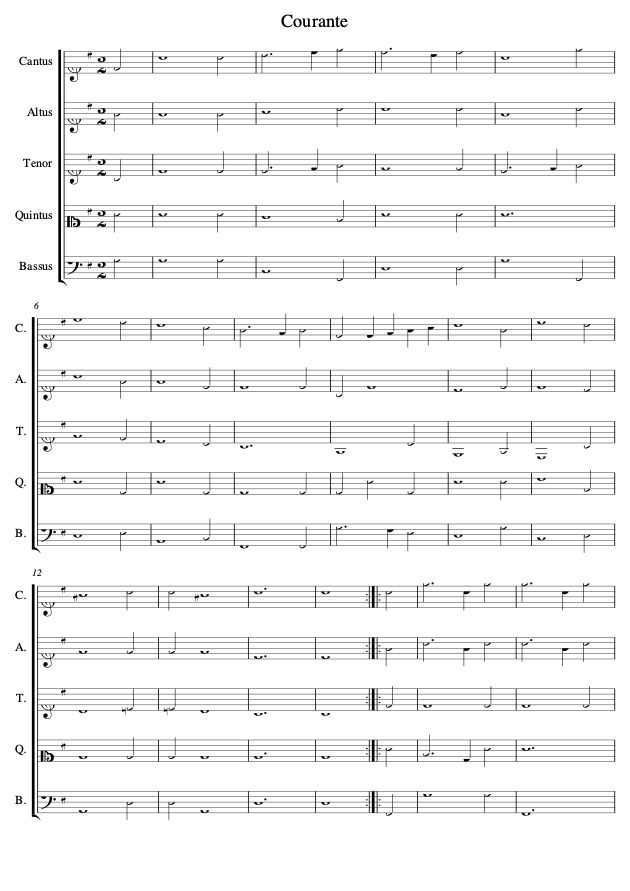 Courante
Cantus
Altus
Tenor
Quintus
Bassus
6
C.
A.
T.
Q.
B.
12
C.
A.
T.
Q.
B.